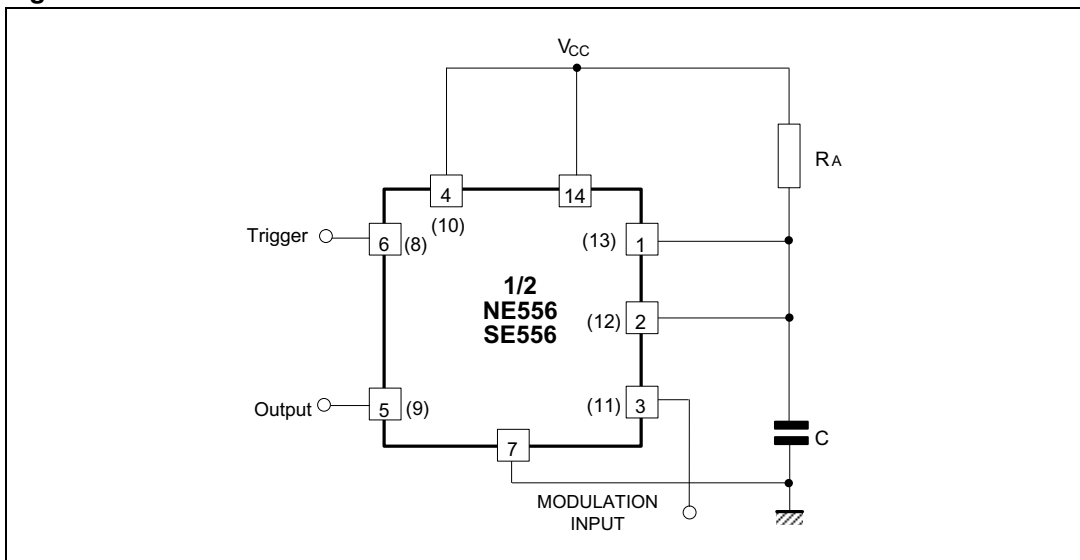 VCC
RA
4
14
(10)
Trigger
6
(8)
(13)
1
1/2
NE556
SE556
(12)
2
Output
5
(9)
(11)
3
7
C
MODULATION
INPUT